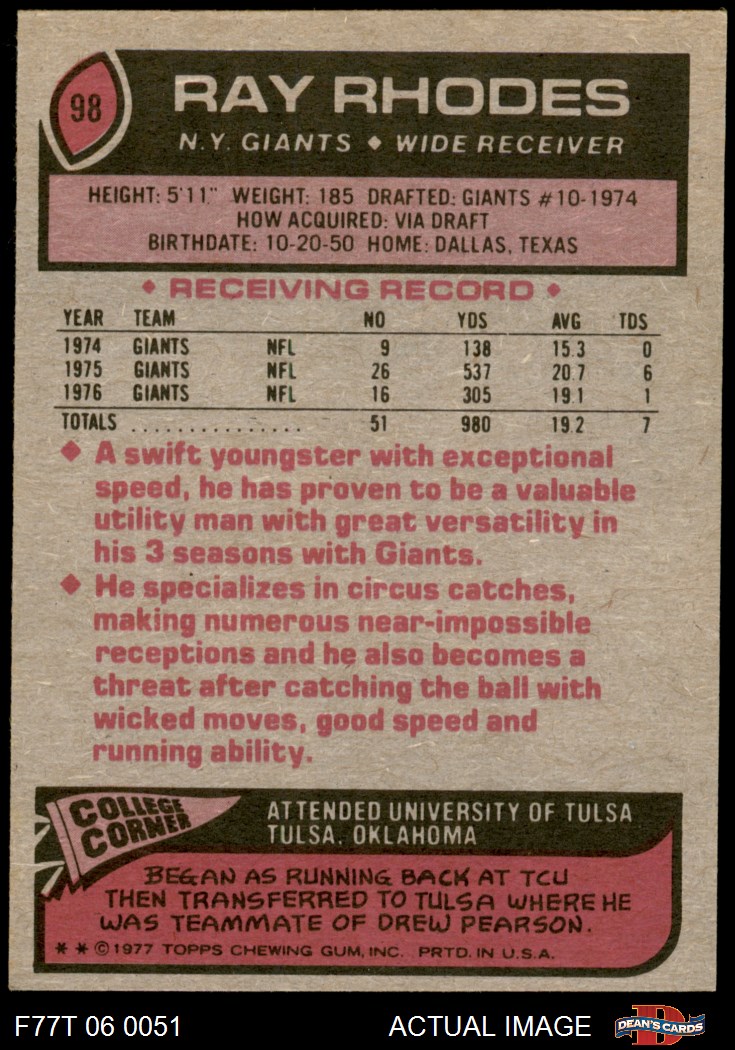 98
RAY RHODES
N.Y. GIANTS ◆ WIDE RECEIVER
HEIGHT: 5'11" WEIGHT: 185 DRAFTED: GIANTS #10-1974
HOW ACQUIRED: VIA DRAFT
BIRTHDATE: 10-20-50 HOME: DALLAS, TEXAS
◆ RECEIVING RECORD ◆
YEAR TEAM NO YDS AVG TDS
1974 GIANTS NFL 9 138 15.3 0
1975 GIANTS NFL 26 537 20.7 6
1976 GIANTS NFL 16 305 19.1 1
TOTALS ............... 51 980 19.2 7
◆ A swift youngster with exceptional
speed, he has proven to be a valuable
utility man with great versatility in
his 3 seasons with Giants.
◆ He specializes in circus catches,
making numerous near-impossible
receptions and he also becomes a
threat after catching the ball with
wicked moves, good speed and
running ability.
COLLEGE
CORNER
ATTENDED UNIVERSITY OF TULSA
TULSA, OKLAHOMA
BEGAN AS RUNNING BACK AT TCU
THEN TRANSFERRED TO TULSA WHERE HE
WAS TEAMMATE OF DREW PEARSON.
* * © 1977 TOPPS CHEWING GUM, INC. PRTD. IN U.S.A.
F77T 06 0051 ACTUAL IMAGE
D
DEAN'S CARDS